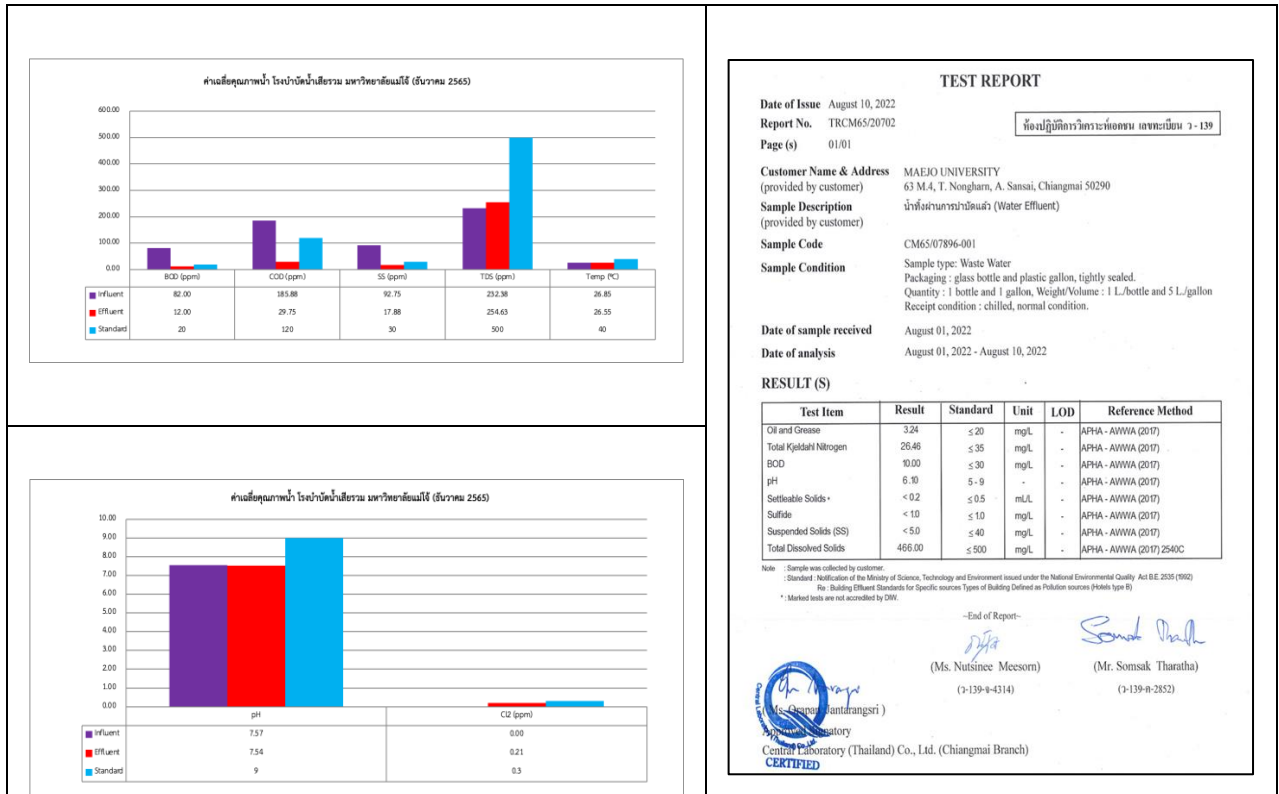 ค่าเฉลี่ยคุณภาพน้ำ โรงบำบัดน้ำเสียรวม มหาวิทยาลัยแม่โจ้ (ธันวาคม 2565)
600.00
500.00
400.00
300.00
200.00
100.00
0.00
BOD (ppm) COD (ppm) SS (ppm) TDS (ppm) Temp (ºC)
Influent 82.00 185.88 92.75 232.38 26.85
Effluent 12.00 29.75 17.88 254.63 26.55
Standard 20 120 30 500 40
ค่าเฉลี่ยคุณภาพน้ำ โรงบำบัดน้ำเสียรวม มหาวิทยาลัยแม่โจ้ (ธันวาคม 2565)
10.00
9.00
8.00
7.00
6.00
5.00
4.00
3.00
2.00
1.00
0.00
pH Cl2 (ppm)
Influent 7.57 0.00
Effluent 7.54 0.21
Standard 9 0.3
TEST REPORT
Date of Issue August 10, 2022
Report No. TRCM65/20702
ห้องปฏิบัติการวิเคราะห์เอกชน เลขทะเบียน ว - 139
Page (s) 01/01
Customer Name & Address MAEJO UNIVERSITY
(provided by customer) 63 M.4, T. Nongharn, A. Sansai, Chiangmai 50290
Sample Description น้ำทิ้งผ่านการบำบัดแล้ว (Water Effluent)
(provided by customer)
Sample Code CM65/07896-001
Sample Condition Sample type: Waste Water
Packaging : glass bottle and plastic gallon, tightly sealed.
Quantity : 1 bottle and 1 gallon, Weight/Volume : 1 L./bottle and 5 L./gallon
Receipt condition : chilled, normal condition.
Date of sample received August 01, 2022
Date of analysis August 01, 2022 - August 10, 2022
RESULT (S)
Test Item Result Standard Unit LOD Reference Method
Oil and Grease 3.24 ≤ 20 mg/L - APHA - AWWA (2017)
Total Kjeldahl Nitrogen 26.46 ≤ 35 mg/L - APHA - AWWA (2017)
BOD 10.00 ≤ 30 mg/L - APHA - AWWA (2017)
pH 6.10 5 - 9 - - APHA - AWWA (2017)
Settleable Solids * < 0.2 ≤ 0.5 mL/L - APHA - AWWA (2017)
Sulfide < 1.0 ≤ 1.0 mg/L - APHA - AWWA (2017)
Suspended Solids (SS) < 5.0 ≤ 40 mg/L - APHA - AWWA (2017)
Total Dissolved Solids 466.00 ≤ 500 mg/L - APHA - AWWA (2017) 2540C
Note : Sample was collected by customer.
: Standard : Notification of the Ministry of Science, Technology and Environment issued under the National Environmental Quality Act B.E. 2535 (1992)
Re : Building Effluent Standards for Specific sources Types of Building Defined as Pollution sources (Hotels type B)
* : Marked tests are not accredited by DIW.
~End of Report~
(Ms. Nutsinee Meesorn) (Mr. Somsak Tharatha)
(ว-139-จ-4314) (ว-139-ค-2852)
(Ms. Orapan Jantarangsri )
Approved Signatory
Central Laboratory (Thailand) Co., Ltd. (Chiangmai Branch)
CERTIFIED